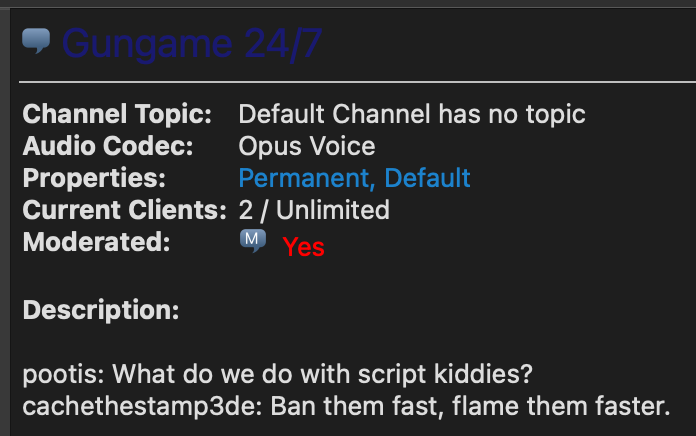 Gungame 24/7
Channel Topic: Default Channel has no topic
Audio Codec: Opus Voice
Properties: Permanent, Default
Current Clients: 2 / Unlimited
Moderated: M Yes
Description:
pootis: What do we do with script kiddies?
cachethestamp3de: Ban them fast, flame them faster.